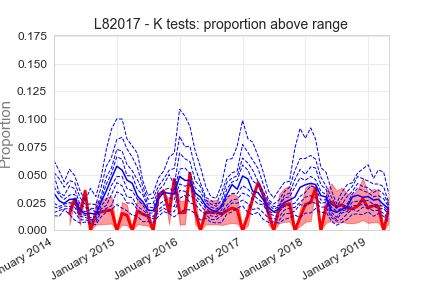 L82017 - K tests: proportion above range
0.175
0.150
0.125
0.100
0.075
0.050
0.025
0.000
Proportion
2014
January 2015
January 2016
January 2017
January 2018
January 2019